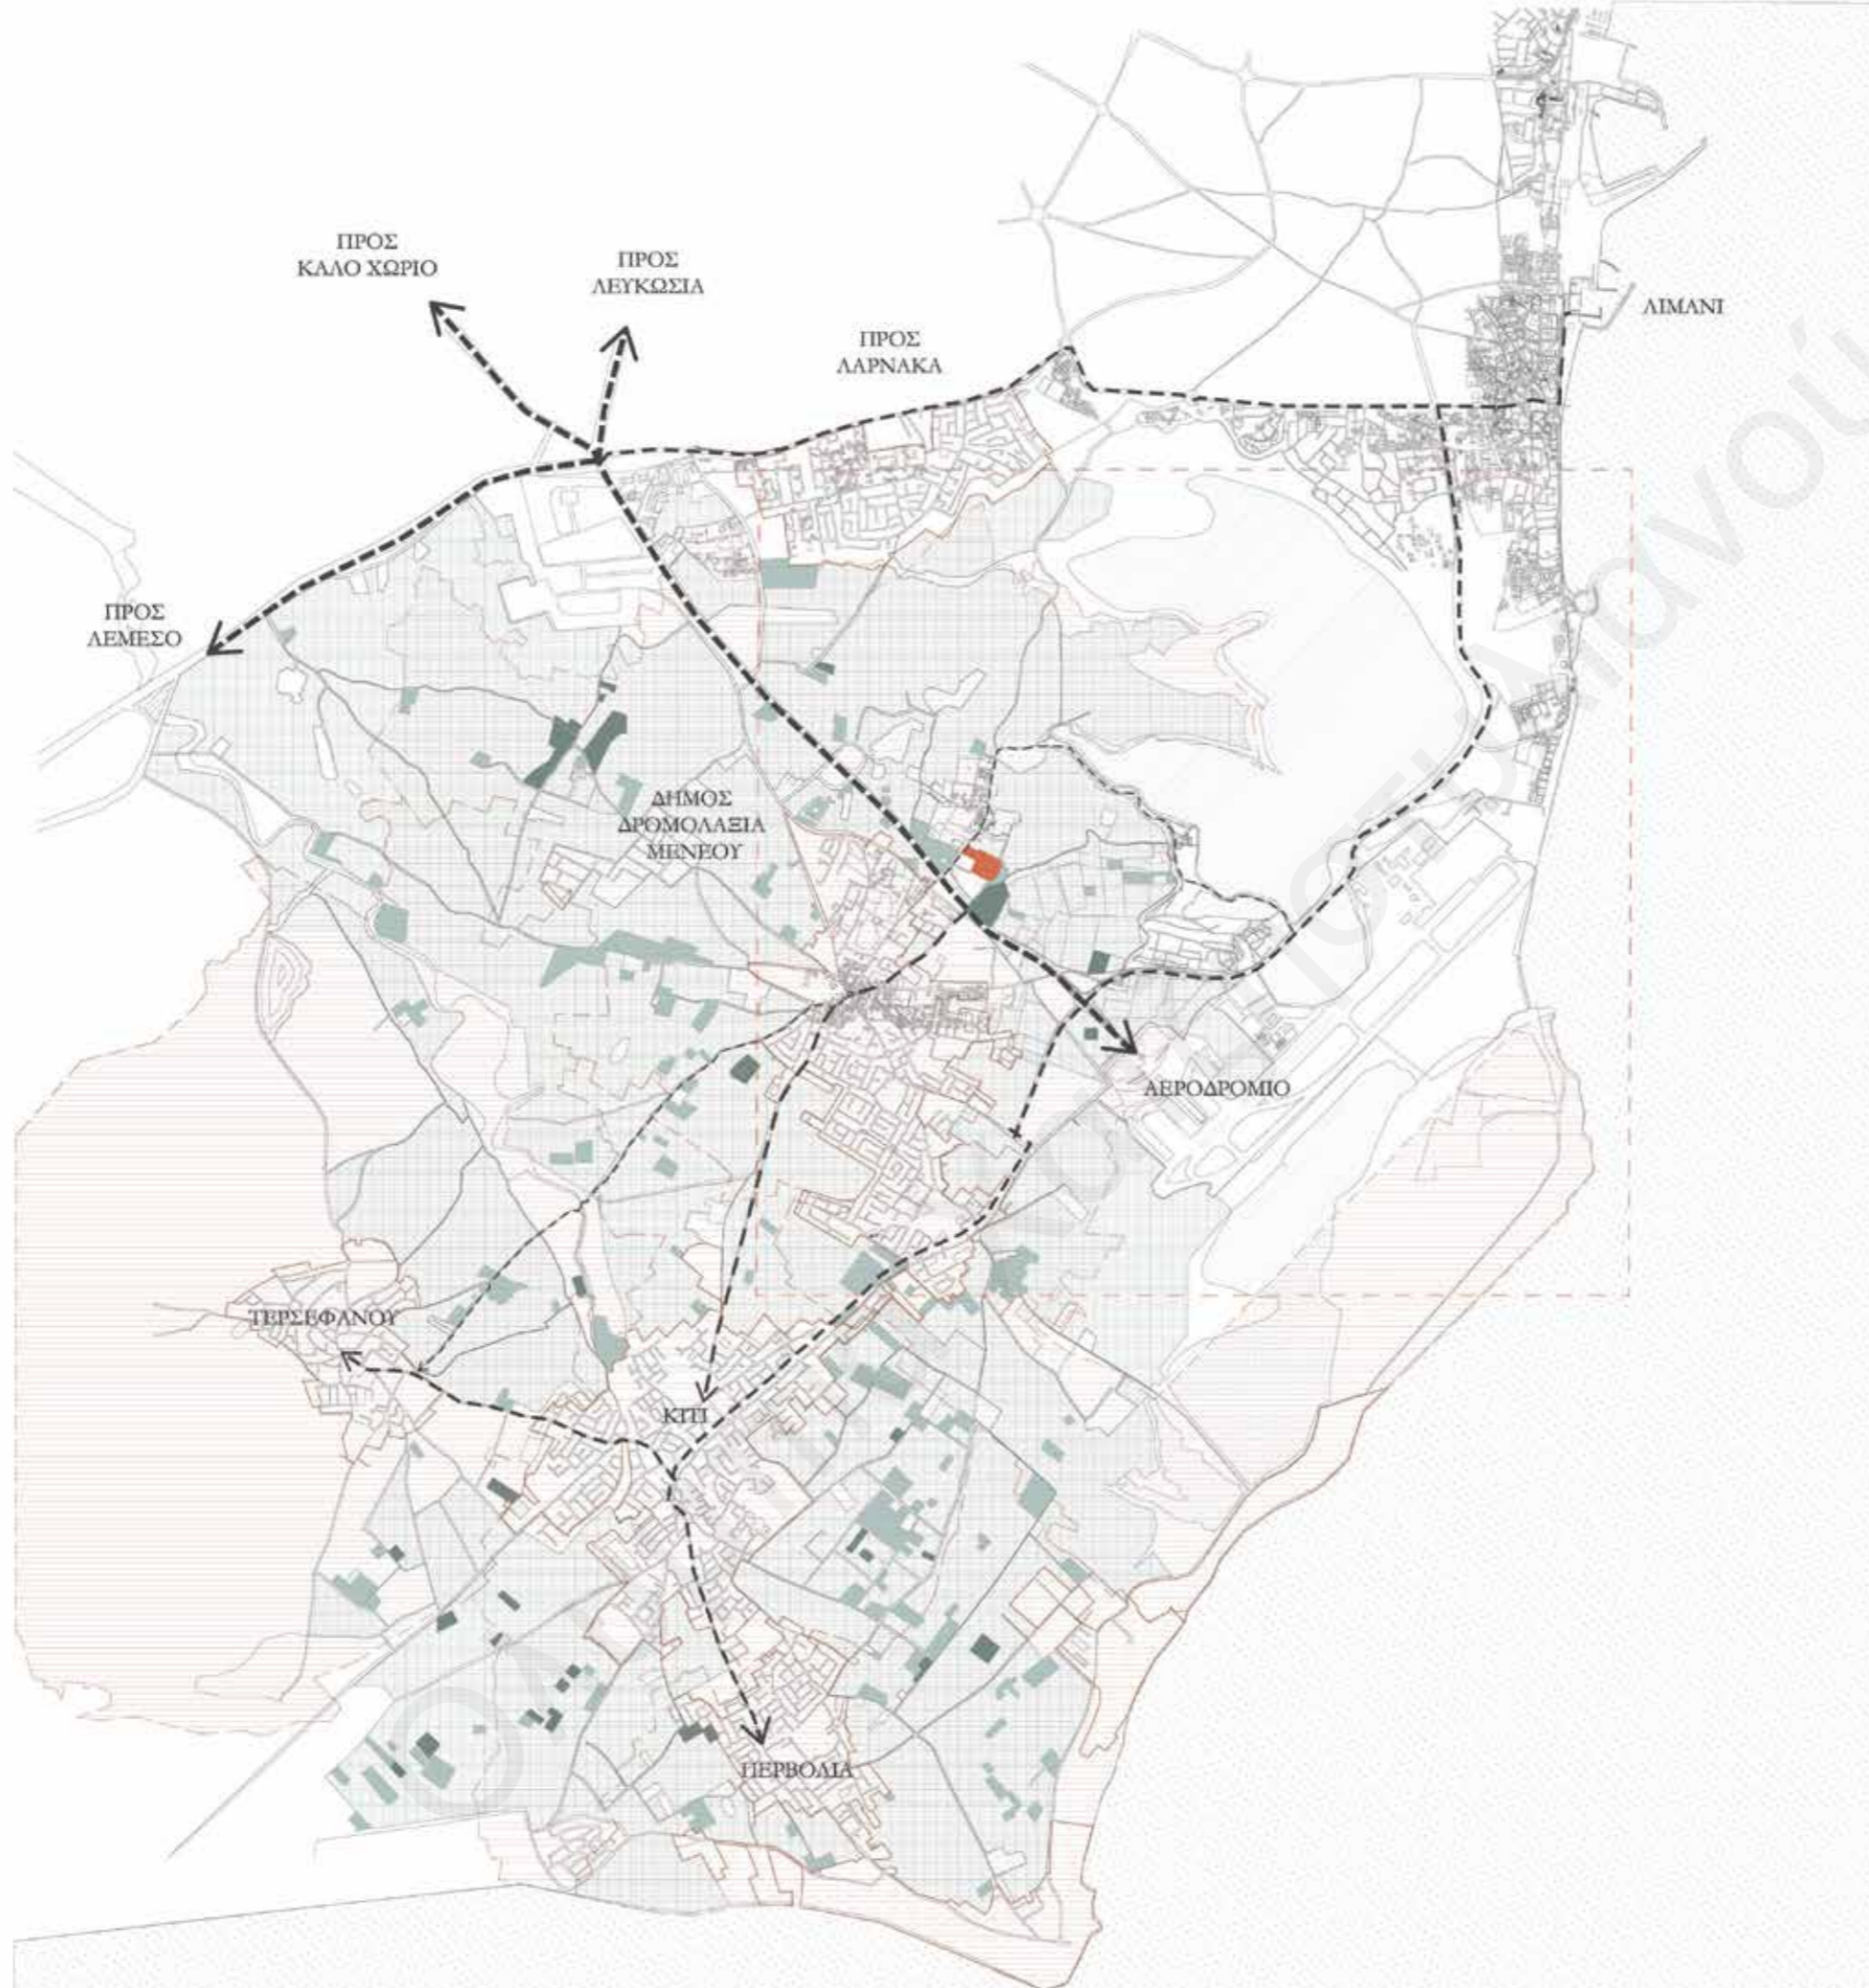 ΠΡΟΣ
ΚΑΛΟ ΧΩΡΙΟ
ΠΡΟΣ
ΛΕΥΚΩΣΙΑ
ΛΙΜΑΝΙ
ΠΡΟΣ
ΛΑΡΝΑΚΑ
ΠΡΟΣ
ΛΕΜΕΣΟ
ΔΗΜΟΣ
ΔΡΟΜΟΛΑΞΙΑ
ΜΕΝΕΟΥ
ΑΕΡΟΔΡΟΜΙΟ
ΤΕΡΣΕΦΑΝΟΥ
ΚΙΤΙ
ΠΕΡΒΟΛΙΑ